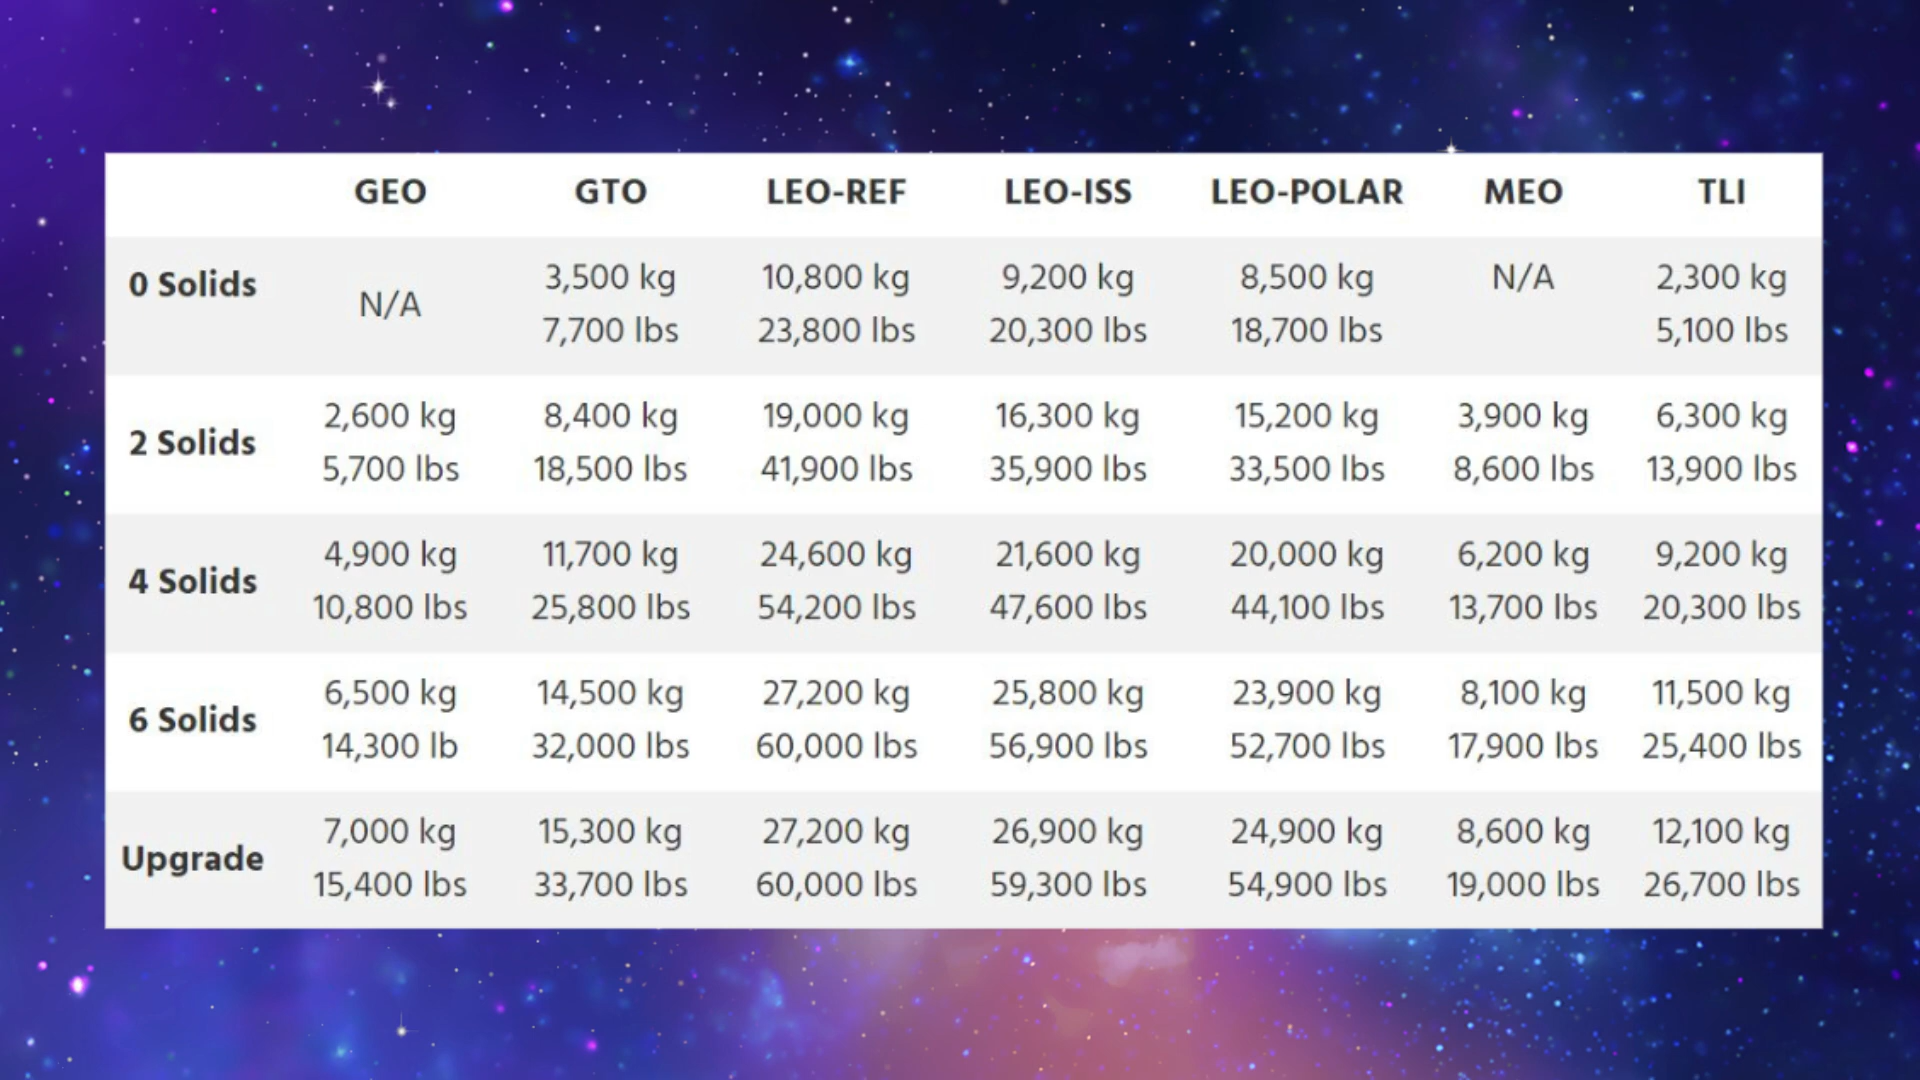 GEO GTO LEO-REF LEO-ISS LEO-POLAR MEO TLI
0 Solids N/A 3,500 kg 10,800 kg 9,200 kg 8,500 kg N/A 2,300 kg
7,700 lbs 23,800 lbs 20,300 lbs 18,700 lbs 5,100 lbs
2 Solids 2,600 kg 8,400 kg 19,000 kg 16,300 kg 15,200 kg 3,900 kg 6,300 kg
5,700 lbs 18,500 lbs 41,900 lbs 35,900 lbs 33,500 lbs 8,600 lbs 13,900 lbs
4 Solids 4,900 kg 11,700 kg 24,600 kg 21,600 kg 20,000 kg 6,200 kg 9,200 kg
10,800 lbs 25,800 lbs 54,200 lbs 47,600 lbs 44,100 lbs 13,700 lbs 20,300 lbs
6 Solids 6,500 kg 14,500 kg 27,200 kg 25,800 kg 23,900 kg 8,100 kg 11,500 kg
14,300 lb 32,000 lbs 60,000 lbs 56,900 lbs 52,700 lbs 17,900 lbs 25,400 lbs
Upgrade 7,000 kg 15,300 kg 27,200 kg 26,900 kg 24,900 kg 8,600 kg 12,100 kg
15,400 lbs 33,700 lbs 60,000 lbs 59,300 lbs 54,900 lbs 19,000 lbs 26,700 lbs